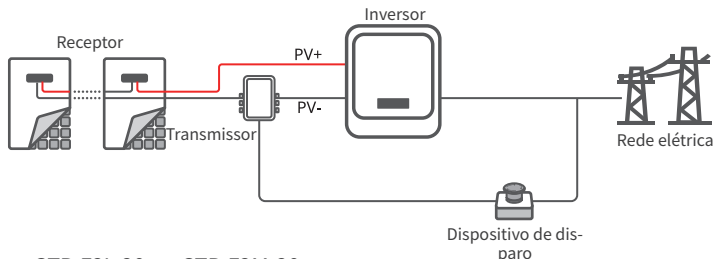 Inversor
Receptor
PV+
PV-
Transmissor
Rede elétrica
Dispositivo de dis-
paro